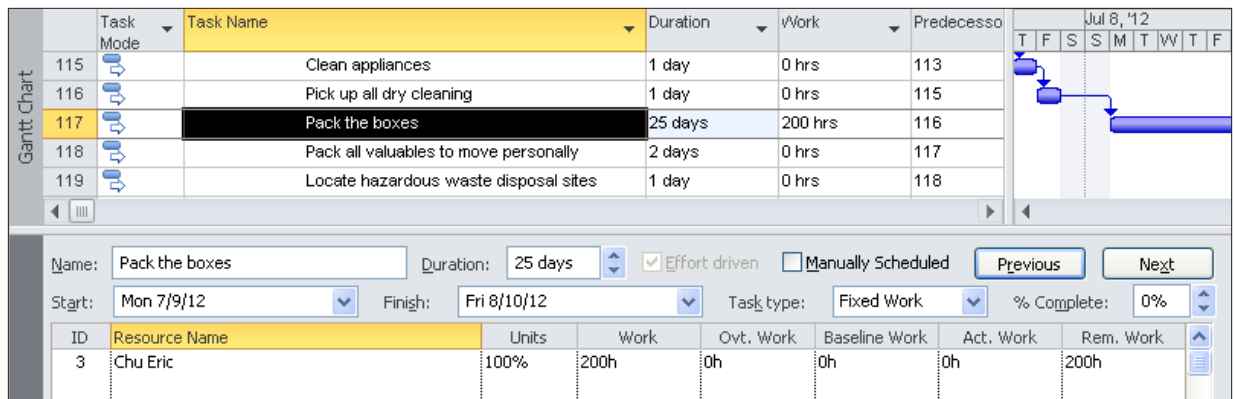 Task Mode Task Name Duration Work Predecesso Jul 8, '12
T F S S M T W T F
Gantt Chart
115 Clean appliances 1 day 0 hrs 113
116 Pick up all dry cleaning 1 day 0 hrs 115
117 Pack the boxes 25 days 200 hrs 116
118 Pack all valuables to move personally 2 days 0 hrs 117
119 Locate hazardous waste disposal sites 1 day 0 hrs 118
Name: Pack the boxes Duration: 25 days Effort driven Manually Scheduled Previous Next
Start: Mon 7/9/12 Finish: Fri 8/10/12 Task type: Fixed Work % Complete: 0%
ID Resource Name Units Work Ovt. Work Baseline Work Act. Work Rem. Work
3 Chu Eric 100% 200h 0h 0h 0h 200h